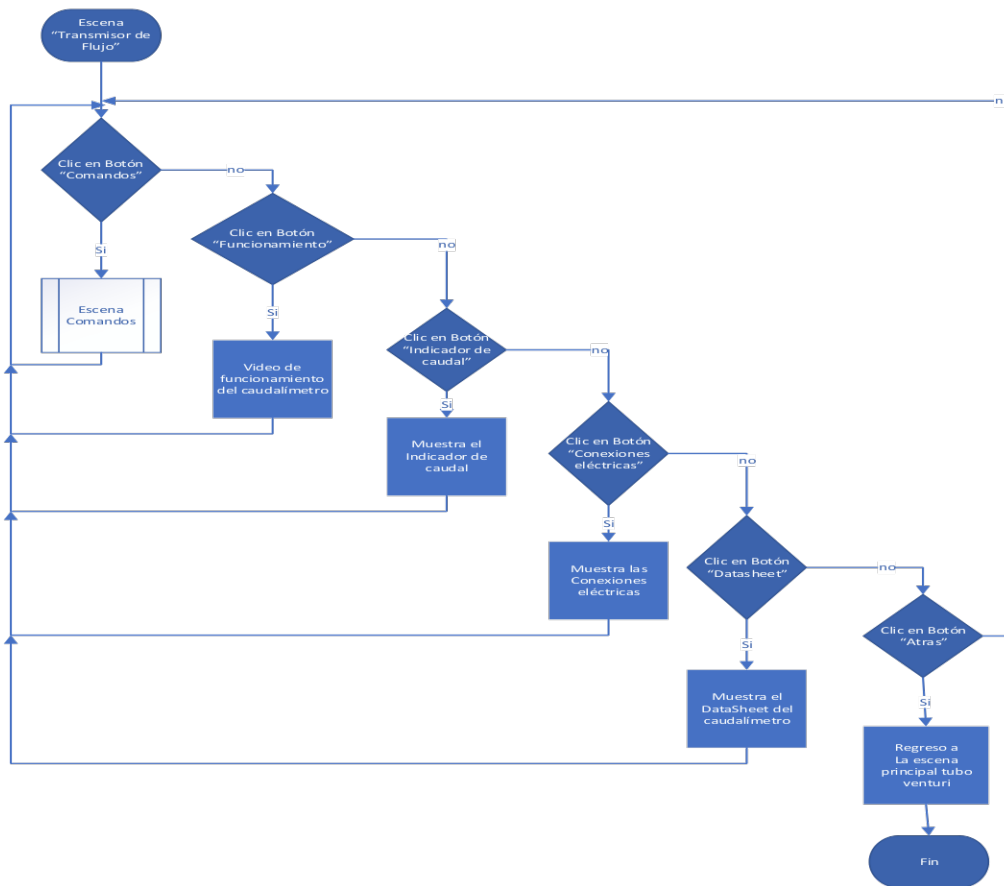 Escena
“Transmisor de
Flujo”
n
Clic en Botón
“Comandos”
no
Si
Escena
Comandos
Clic en Botón
“Funcionamiento”
no
Si
Video de
funcionamiento
del caudalímetro
Clic en Botón
“Indicador de
caudal”
no
Si
Muestra el
Indicador de
caudal
Clic en Botón
“Conexiones
eléctricas”
no
Si
Muestra las
Conexiones
eléctricas
Clic en Botón
“Datasheet”
no
Si
Muestra el
DataSheet del
caudalímetro
Clic en Botón
“Atras”
Si
Regreso a
La escena
principal tubo
venturi
Fin